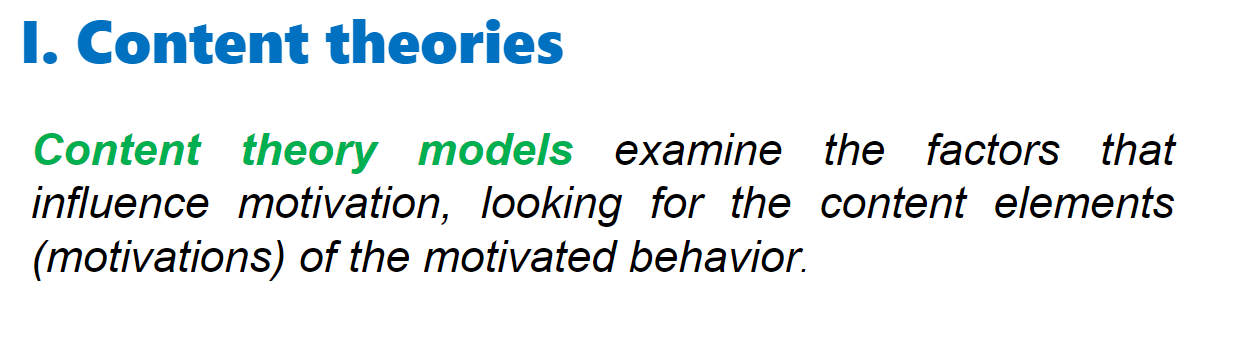 I. Content theories
Content theory models examine the factors that
influence motivation, looking for the content elements
(motivations) of the motivated behavior.